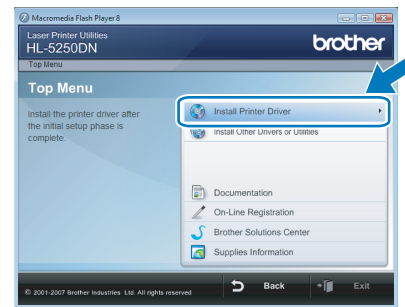 Macromedia Flash Player 8
Laser Printer Utilities
HL-5250DN
brother
Top Menu
Top Menu
Install the printer driver after
the initial setup phase is
complete.
Install Printer Driver
Install Other Drivers or Utilities
Documentation
On-Line Registration
Brother Solutions Center
Supplies Information
© 2001-2007 Brother Industries Ltd. All rights reserved
Back
Exit